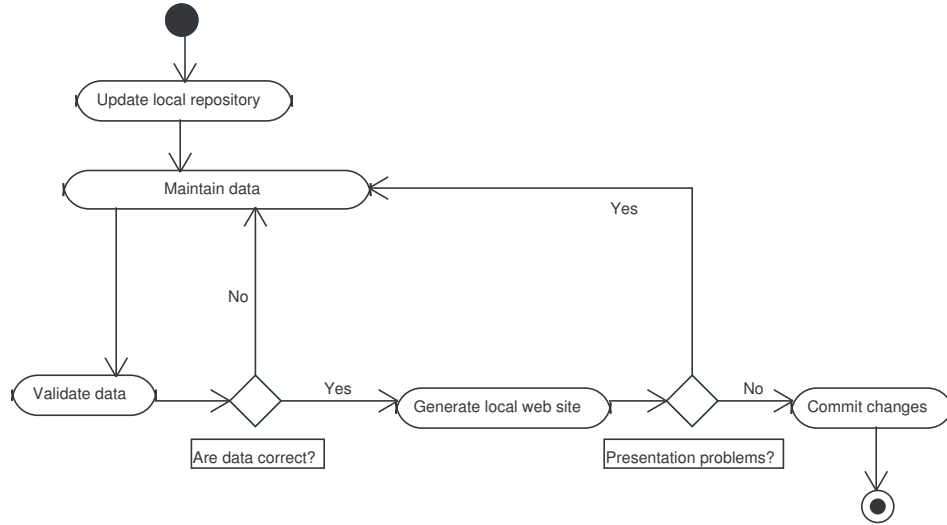 Update local repository
Maintain data
Yes
No
Validate data
Yes
Generate local web site
No
Commit changes
Are data correct?
Presentation problems?